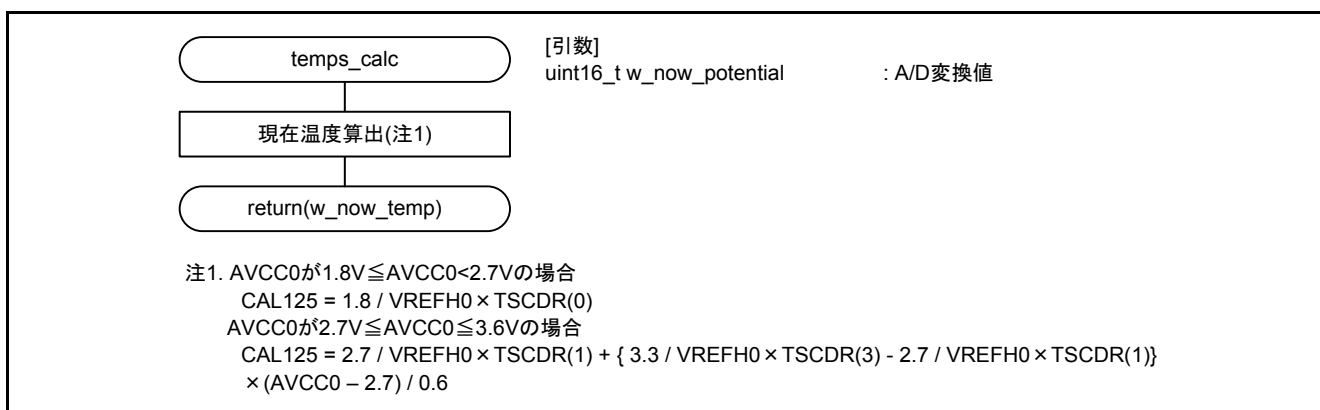 temps_calc
[引数]
uint16_t w_now_potential : A/D変換値
現在温度算出(注1)
return(w_now_temp)
注1. AVCC0が1.8V≦AVCC0<2.7Vの場合
CAL125 = 1.8 / VREFH0×TSCDR(0)
AVCC0が2.7V≦AVCC0≦3.6Vの場合
CAL125 = 2.7 / VREFH0×TSCDR(1) + { 3.3 / VREFH0×TSCDR(3) - 2.7 / VREFH0×TSCDR(1)}
×(AVCC0 – 2.7) / 0.6